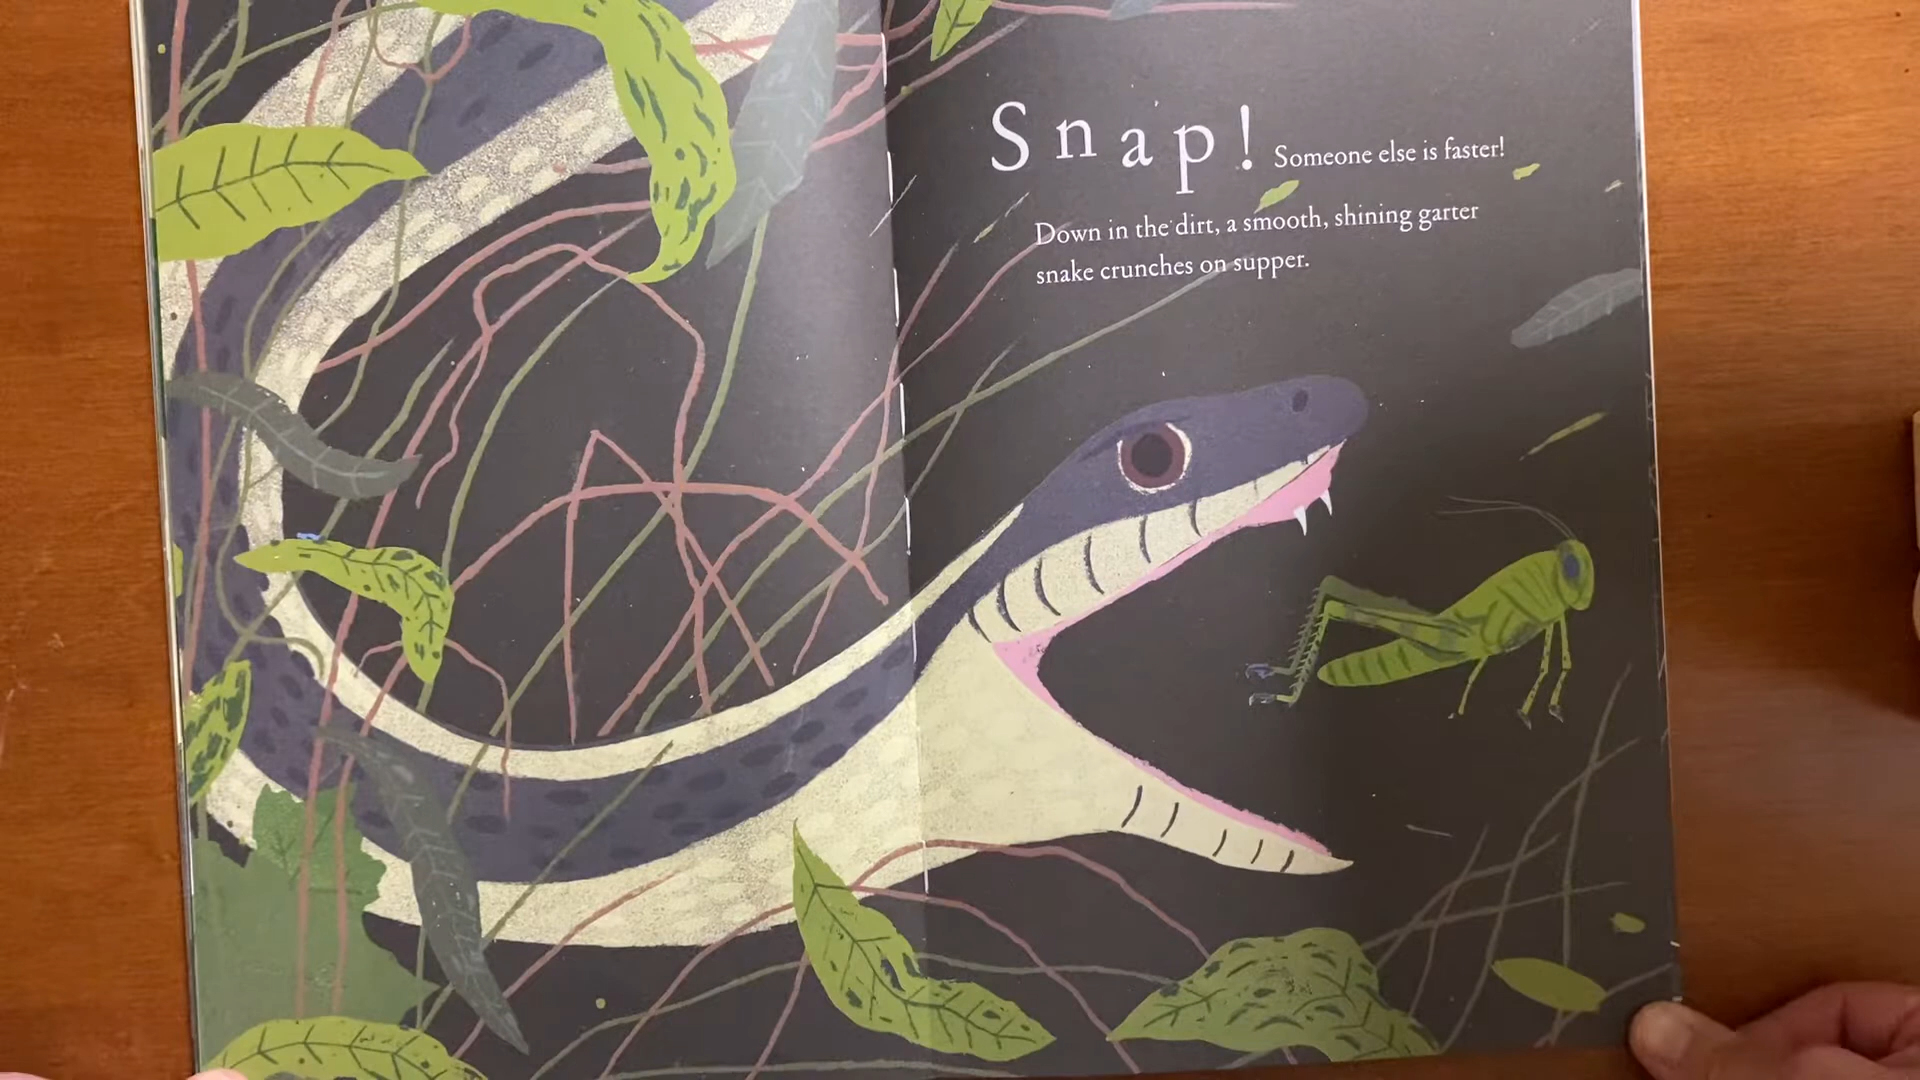 Snap! Someone else is faster!
Down in the dirt, a smooth, shining garter
snake crunches on supper.